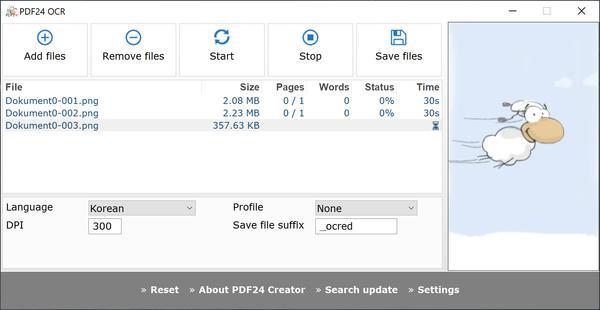 PDF24 OCR
Add files Remove files Start Stop Save files
File Size Pages Words Status Time
Dokument0-001.png 2.08 MB 0 / 1 0 0% 30s
Dokument0-002.png 2.23 MB 0 / 1 0 0% 30s
Dokument0-003.png 357.63 KB
Language Korean Profile None
DPI 300 Save file suffix _ocred
» Reset » About PDF24 Creator » Search update » Settings